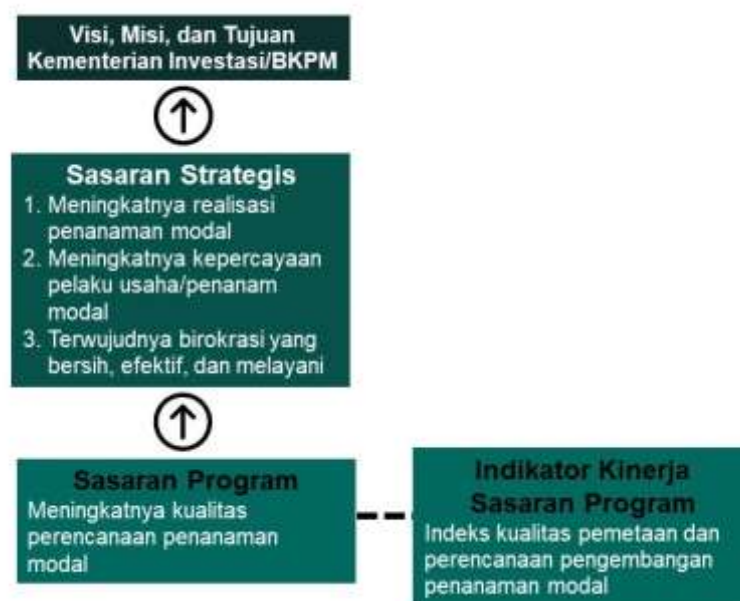 Visi, Misi, dan Tujuan
Kementerian Investasi/BKPM
Sasaran Strategis
1. Meningkatnya realisasi
penanaman modal
2. Meningkatnya kepercayaan
pelaku usaha/penanam
modal
3. Terwujudnya birokrasi yang
bersih, efektif, dan melayani
Sasaran Program
Meningkatnya kualitas
perencanaan penanaman
modal
Indikator Kinerja
Sasaran Program
Indeks kualitas pemetaan dan
perencanaan pengembangan
penanaman modal